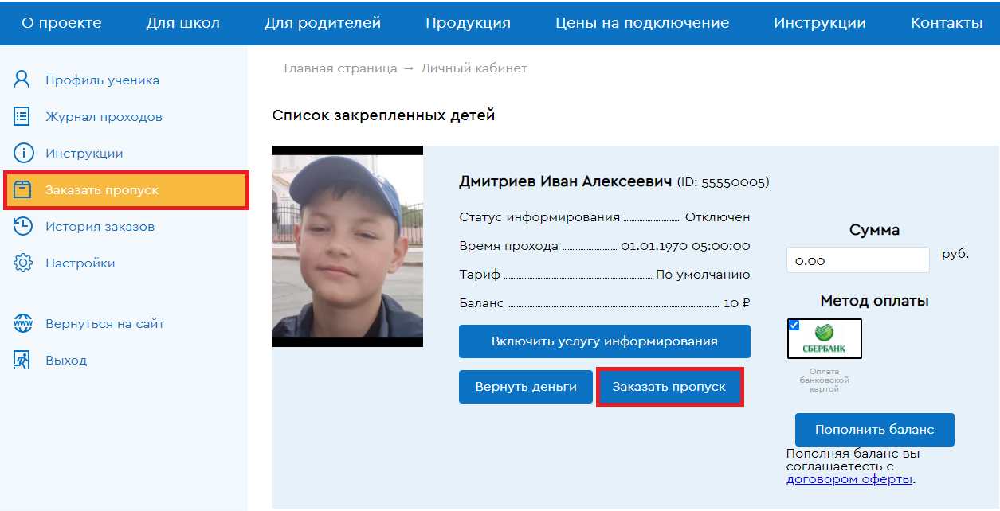 О проекте Для школ Для родителей Продукция Цены на подключение Инструкции Контакты
Профиль ученика
Журнал проходов
Инструкции
Заказать пропуск
История заказов
Настройки
Вернуться на сайт
Выход
Главная страница → Личный кабинет
Список закрепленных детей
Дмитриев Иван Алексеевич (ID: 55550005)
Статус информирования Отключен
Время прохода 01.01.1970 05:00:00
Тариф По умолчанию
Баланс 10 ₽
Включить услугу информирования
Вернуть деньги Заказать пропуск
Сумма
0.00 руб.
Метод оплаты
СБЕРБАНК
Оплата
банковской
картой
Пополнить баланс
Пополняя баланс вы
соглашаетесть с
договором оферты.